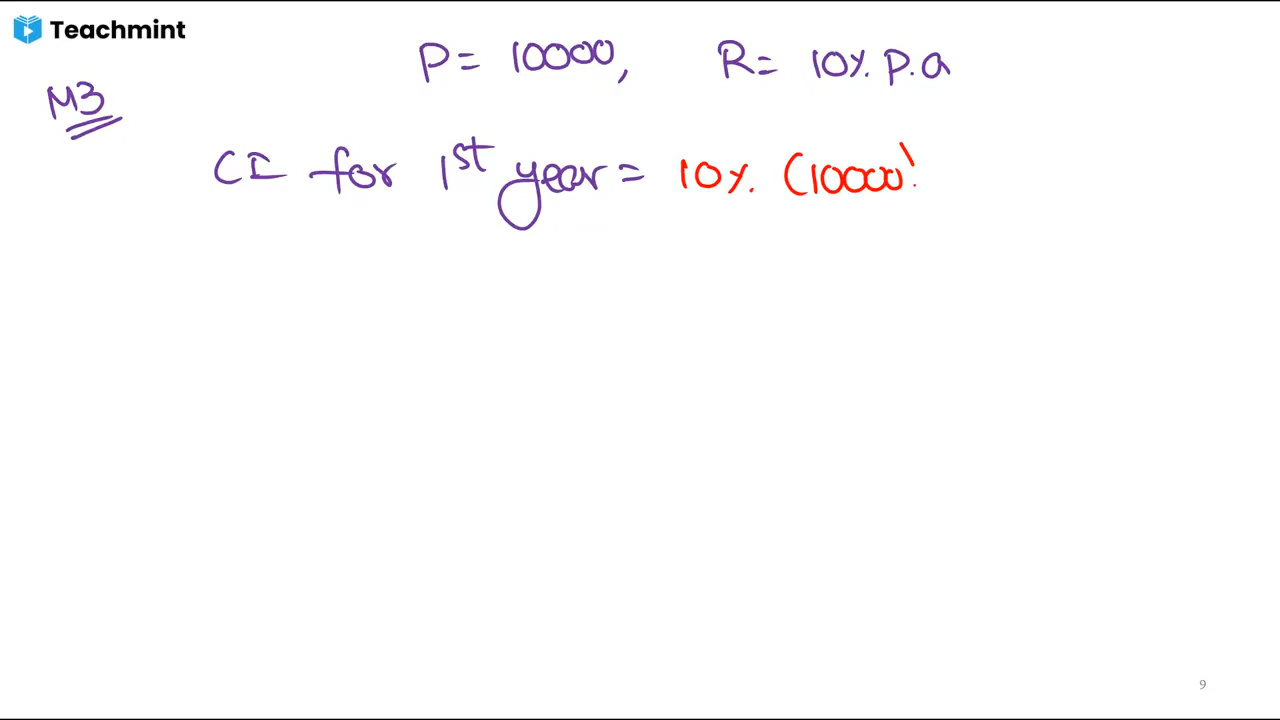 Teachmint
P = 10000, R = 10% p.a
M3
CI for 1st year = 10% (10000)
9